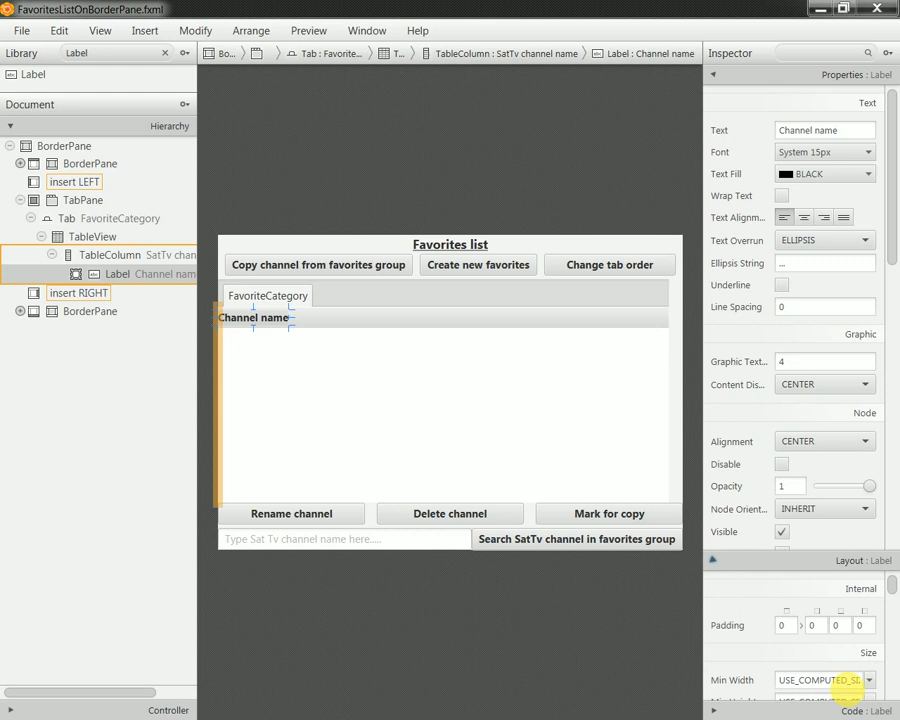 FavoritesListOnBorderPane.fxml
File Edit View Insert Modify Arrange Preview Window Help
Library Label
Bo... Tab : Favorite... T... TableColumn : SatTv channel name Label : Channel name
Inspector
Label
Properties : Label
Document
Text
Hierarchy
Text Channel name
BorderPane
Font System 15px
BorderPane
Text Fill BLACK
insert LEFT
Wrap Text
TabPane
Text Alignm...
Tab FavoriteCategory
TableView
Text Overrun ELLIPSIS
TableColumn SatTv chan
Ellipsis String ...
Label Channel nam
Underline
insert RIGHT
Line Spacing 0
BorderPane
Graphic
Graphic Text... 4
Content Dis... CENTER
Node
Alignment CENTER
Disable
Opacity 1
Node Orient... INHERIT
Visible
Layout : Label
Internal
Padding 0 0 0 0
Size
Min Width USE_COMPUTED_SI
Controller
Code : Label
Favorites list
Copy channel from favorites group Create new favorites Change tab order
FavoriteCategory
Channel name
Rename channel Delete channel Mark for copy
Type Sat Tv channel name here..... Search SatTv channel in favorites group